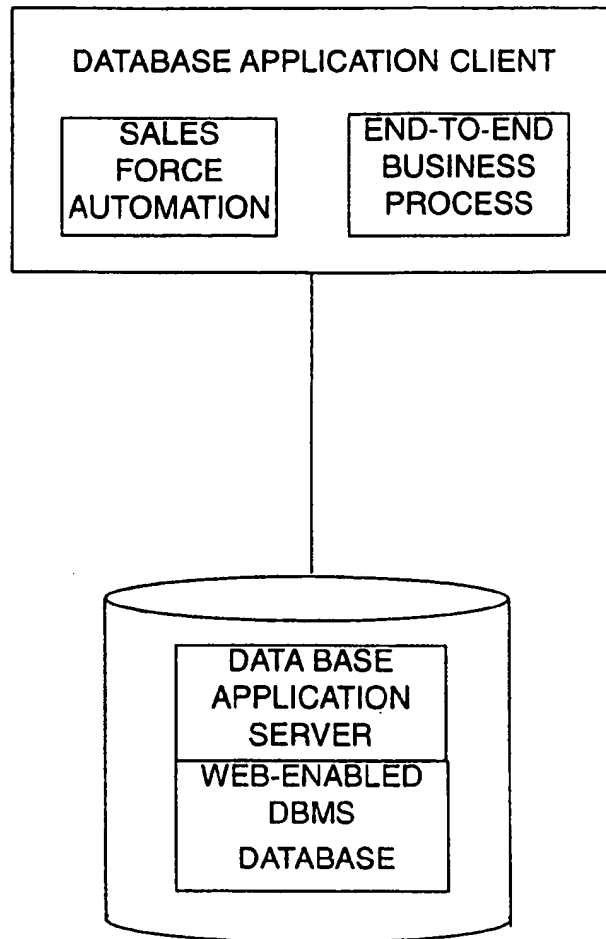 DATABASE APPLICATION CLIENT
SALES
FORCE
AUTOMATION
END-TO-END
BUSINESS
PROCESS
DATA BASE
APPLICATION
SERVER
WEB-ENABLED
DBMS
DATABASE